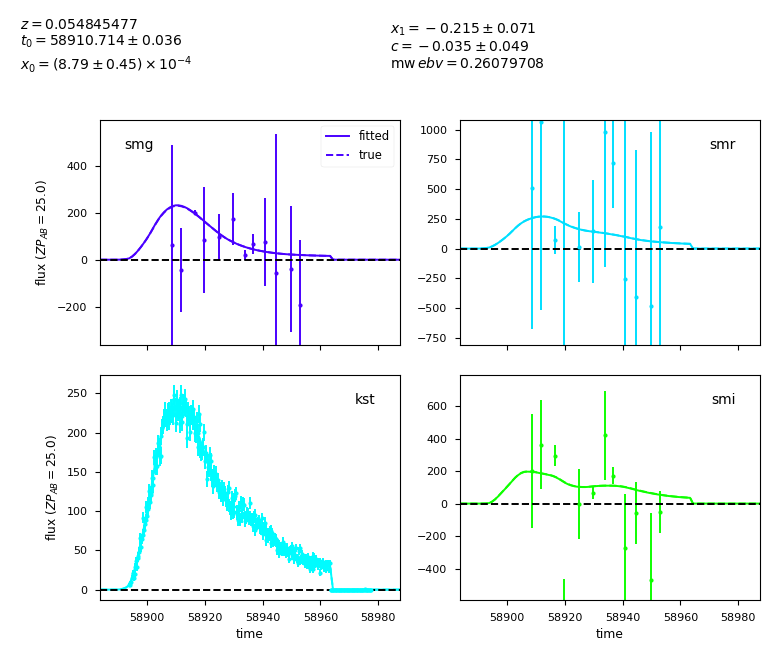 z = 0.054845477
t₀ = 58910.714 ± 0.036
x₀ = (8.79 ± 0.45) × 10⁻⁴
x₁ = −0.215 ± 0.071
c = −0.035 ± 0.049
mw ebv = 0.26079708
smg
fitted
true
400
200
0
−200
flux (ZP_AB = 25.0)
smr
1000
750
500
250
0
−250
−500
−750
kst
250
200
150
100
50
0
flux (ZP_AB = 25.0)
58900 58920 58940 58960 58980
time
smi
600
400
200
0
−200
−400
58900 58920 58940 58960 58980
time